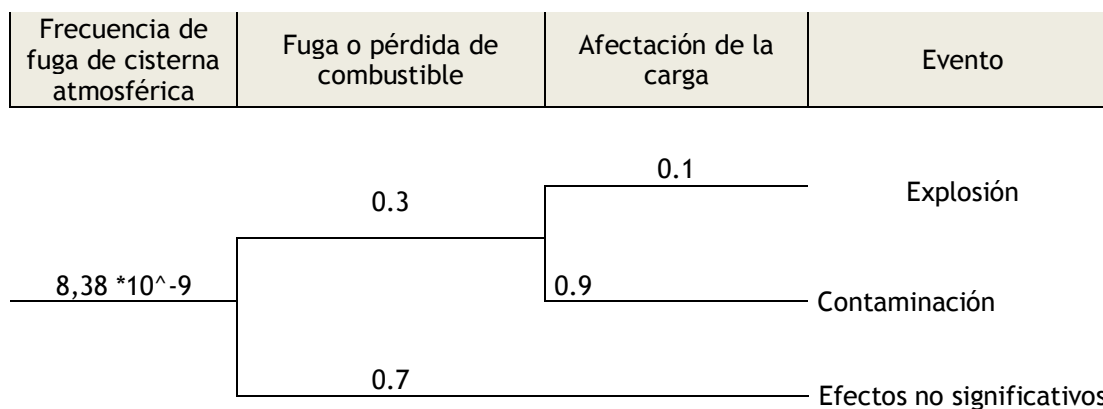 Frecuencia de
fuga de cisterna
atmosférica
Fuga o pérdida de
combustible
Afectación de la
carga
Evento
0.1
Explosión
0.3
8,38 *10^-9
0.9
Contaminación
0.7
Efectos no significativos